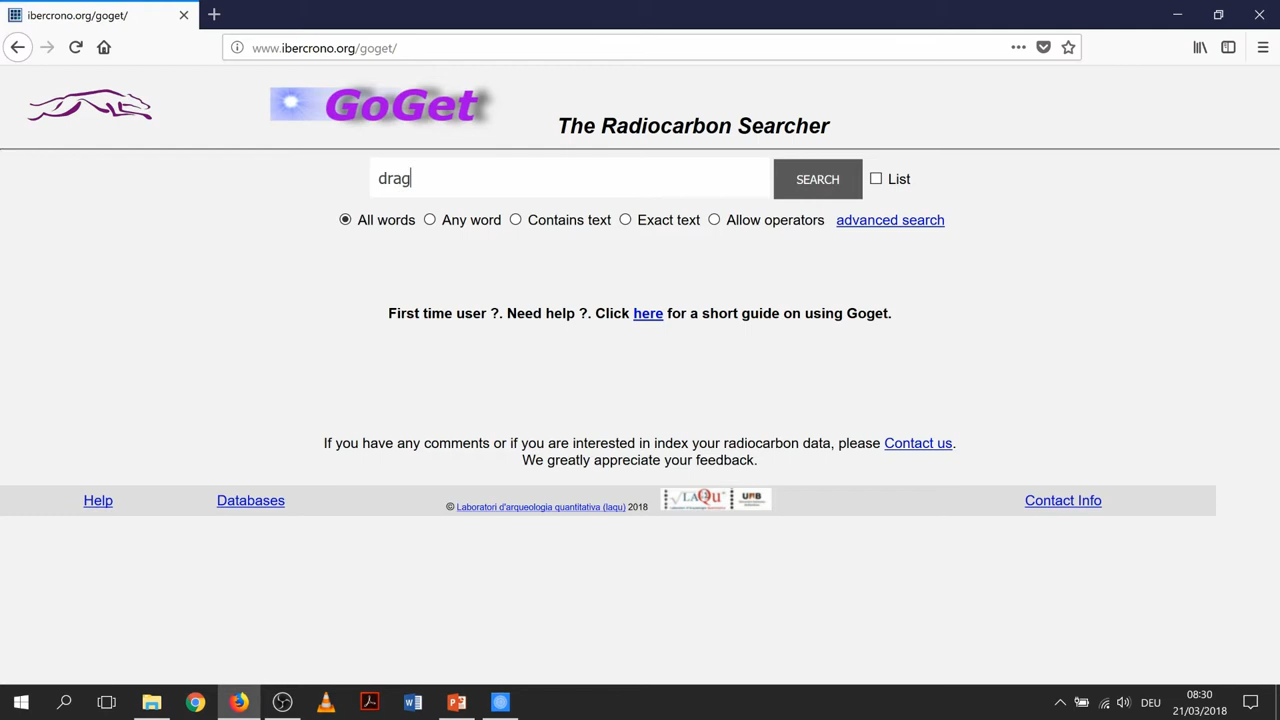 ibercrono.org/goget/
www.ibercrono.org/goget/
GoGet
The Radiocarbon Searcher
drag
SEARCH
List
All words
Any word
Contains text
Exact text
Allow operators
advanced search
First time user ?. Need help ?. Click here for a short guide on using Goget.
If you have any comments or if you are interested in index your radiocarbon data, please Contact us.
We greatly appreciate your feedback.
Help
Databases
© Laboratori d'arqueologia quantitativa (laqu) 2018
LAQu
UAB
Contact Info
DEU
08:30
21/03/2018